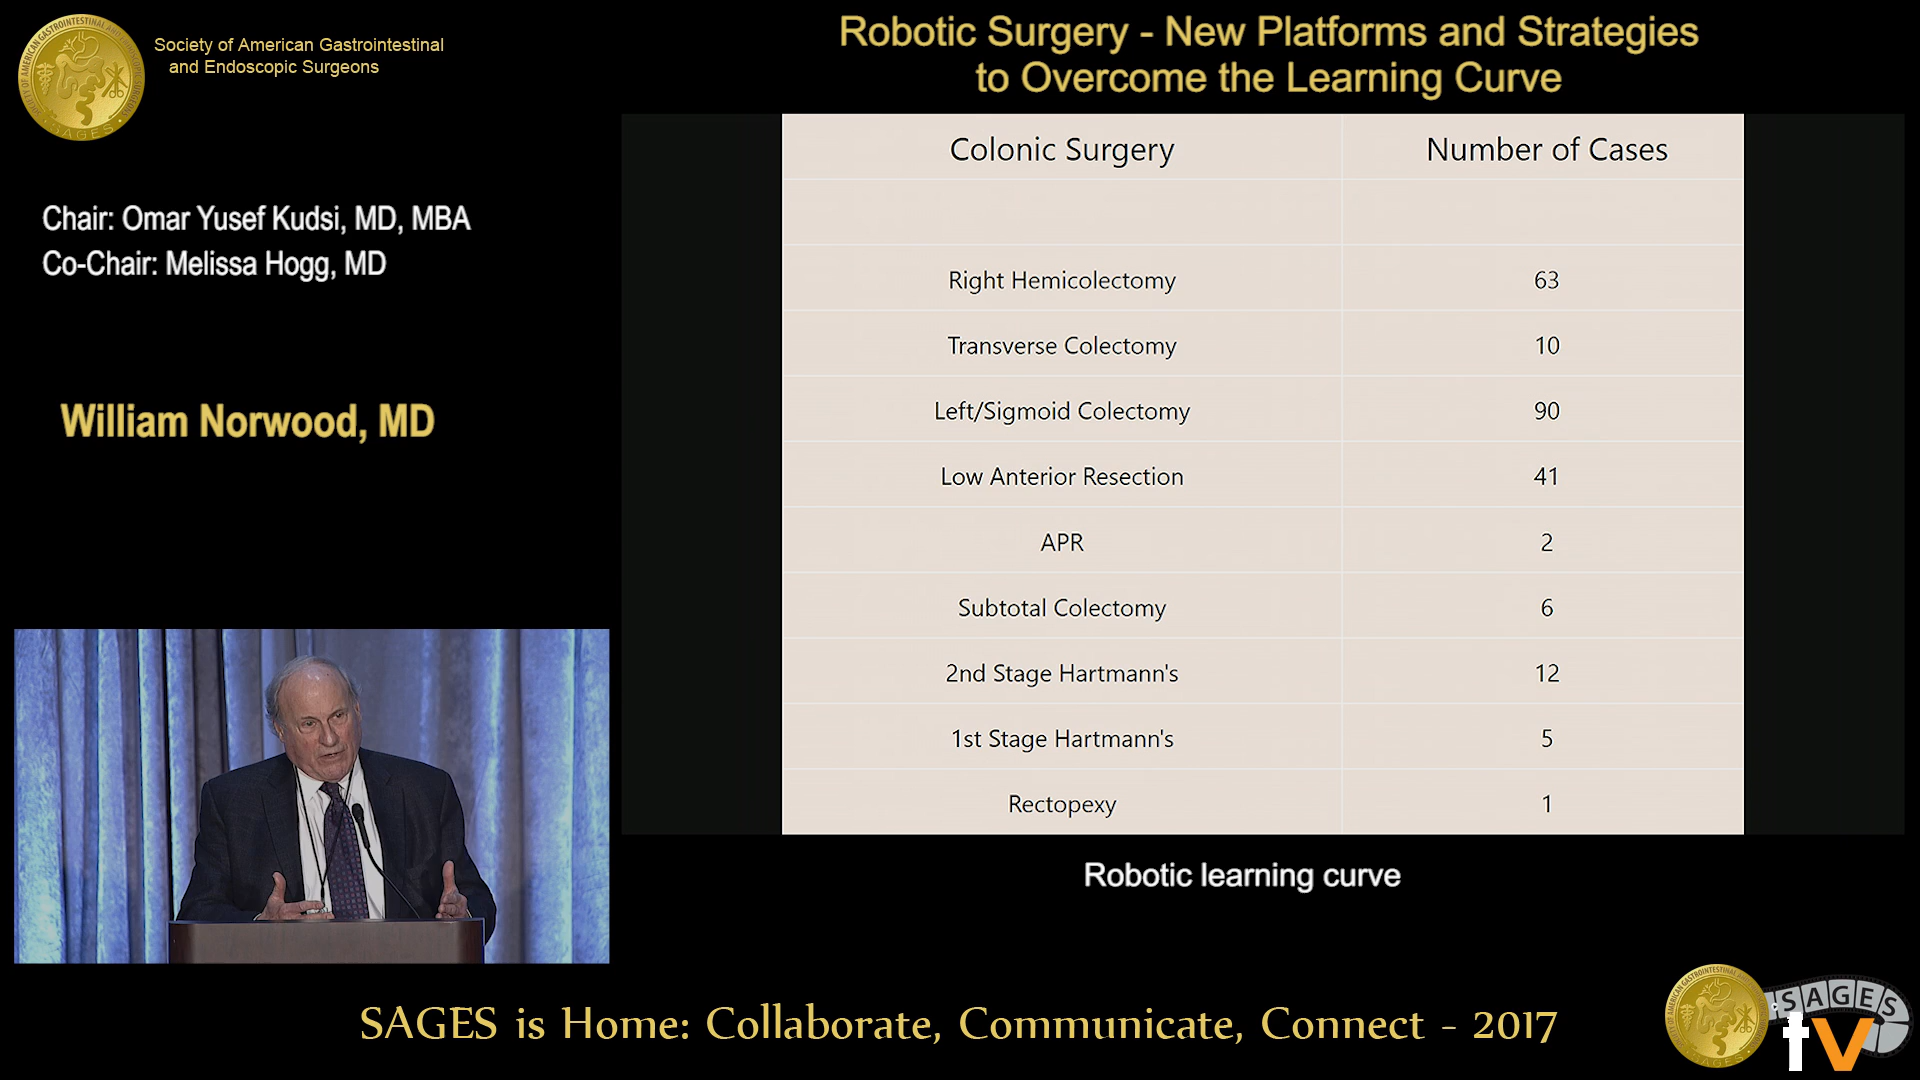 Society of American Gastrointestinal
and Endoscopic Surgeons
Robotic Surgery - New Platforms and Strategies
to Overcome the Learning Curve
Chair: Omar Yusef Kudsi, MD, MBA
Co-Chair: Melissa Hogg, MD
William Norwood, MD
Colonic Surgery Number of Cases
Right Hemicolectomy 63
Transverse Colectomy 10
Left/Sigmoid Colectomy 90
Low Anterior Resection 41
APR 2
Subtotal Colectomy 6
2nd Stage Hartmann's 12
1st Stage Hartmann's 5
Rectopexy 1
Robotic learning curve
SAGES is Home: Collaborate, Communicate, Connect - 2017
SAGES
tv